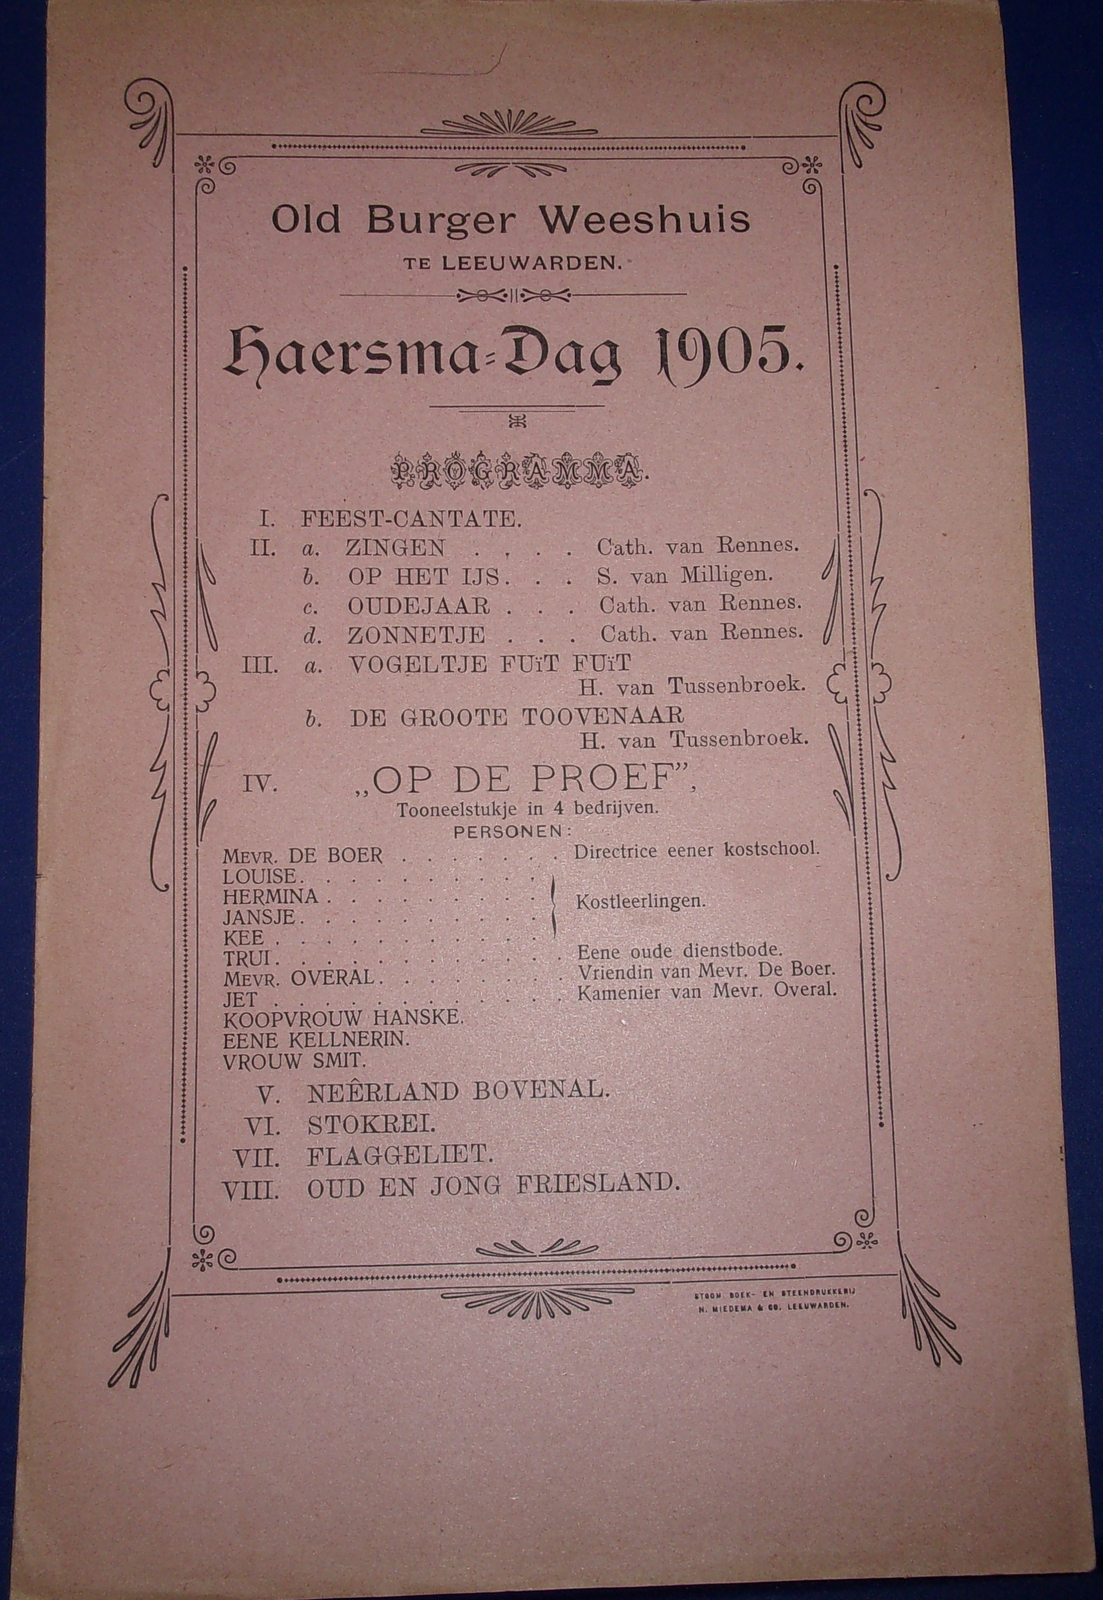 Old Burger Weeshuis
TE LEEUWARDEN.
Haersma-Dag 1905.
PROGRAMMA.
I. FEEST-CANTATE.
II. a. ZINGEN . . . . Cath. van Rennes.
b. OP HET IJS . . . S. van Milligen.
c. OUDEJAAR . . . Cath. van Rennes.
d. ZONNETJE . . . Cath. van Rennes.
III. a. VOGELTJE FUïT FUïT
H. van Tussenbroek.
b. DE GROOTE TOOVENAAR
H. van Tussenbroek.
IV. „OP DE PROEF”,
Tooneelstukje in 4 bedrijven.
PERSONEN:
MEVR. DE BOER . . . . . . . Directrice eener kostschool.
LOUISE. . . . . . . . . .
HERMINA . . . . . . . . . Kostleerlingen.
JANSJE. . . . . . . . . .
KEE . . . . . . . . . . .
TRUI. . . . . . . . . . . . Eene oude dienstbode.
MEVR. OVERAL. . . . . . . . Vriendin van Mevr. De Boer.
JET . . . . . . . . . . . . Kamenier van Mevr. Overal.
KOOPVROUW HANSKE.
EENE KELLNERIN.
VROUW SMIT.
V. NEÊRLAND BOVENAL.
VI. STOKREI.
VII. FLAGGELIET.
VIII. OUD EN JONG FRIESLAND.
STOOM BOEK- EN STEENDRUKKERIJ
N. MIEDEMA & CO. LEEUWARDEN.